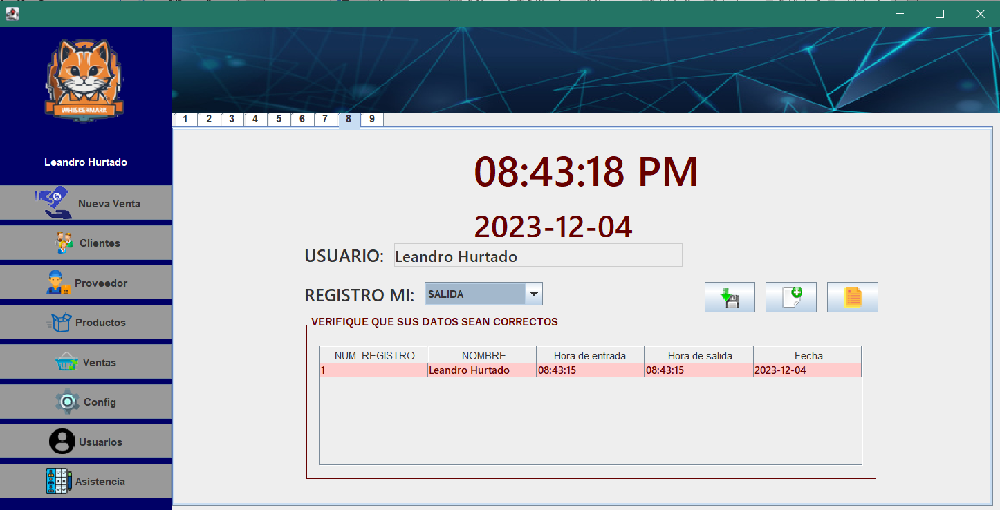 WHISKERMARK
Leandro Hurtado
Nueva Venta
Clientes
Proveedor
Productos
Ventas
Config
Usuarios
Asistencia
1 2 3 4 5 6 7 8 9
08:43:18 PM
2023-12-04
USUARIO: Leandro Hurtado
REGISTRO MI: SALIDA
VERIFIQUE QUE SUS DATOS SEAN CORRECTOS
NUM. REGISTRO NOMBRE Hora de entrada Hora de salida Fecha
1 Leandro Hurtado 08:43:15 08:43:15 2023-12-04